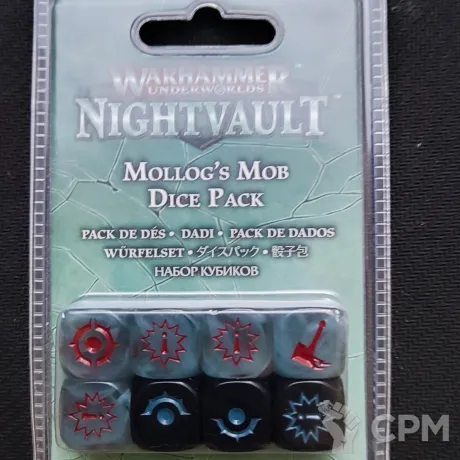 WARHAMMER
UNDERWORLDS
NIGHTVAULT
MOLLOG'S MOB
DICE PACK
PACK DE DÉS • DADI • PACK DE DADOS
WÜRFELSET • ダイスパック • 骰子包
НАБОР КУБИКОВ
CPM